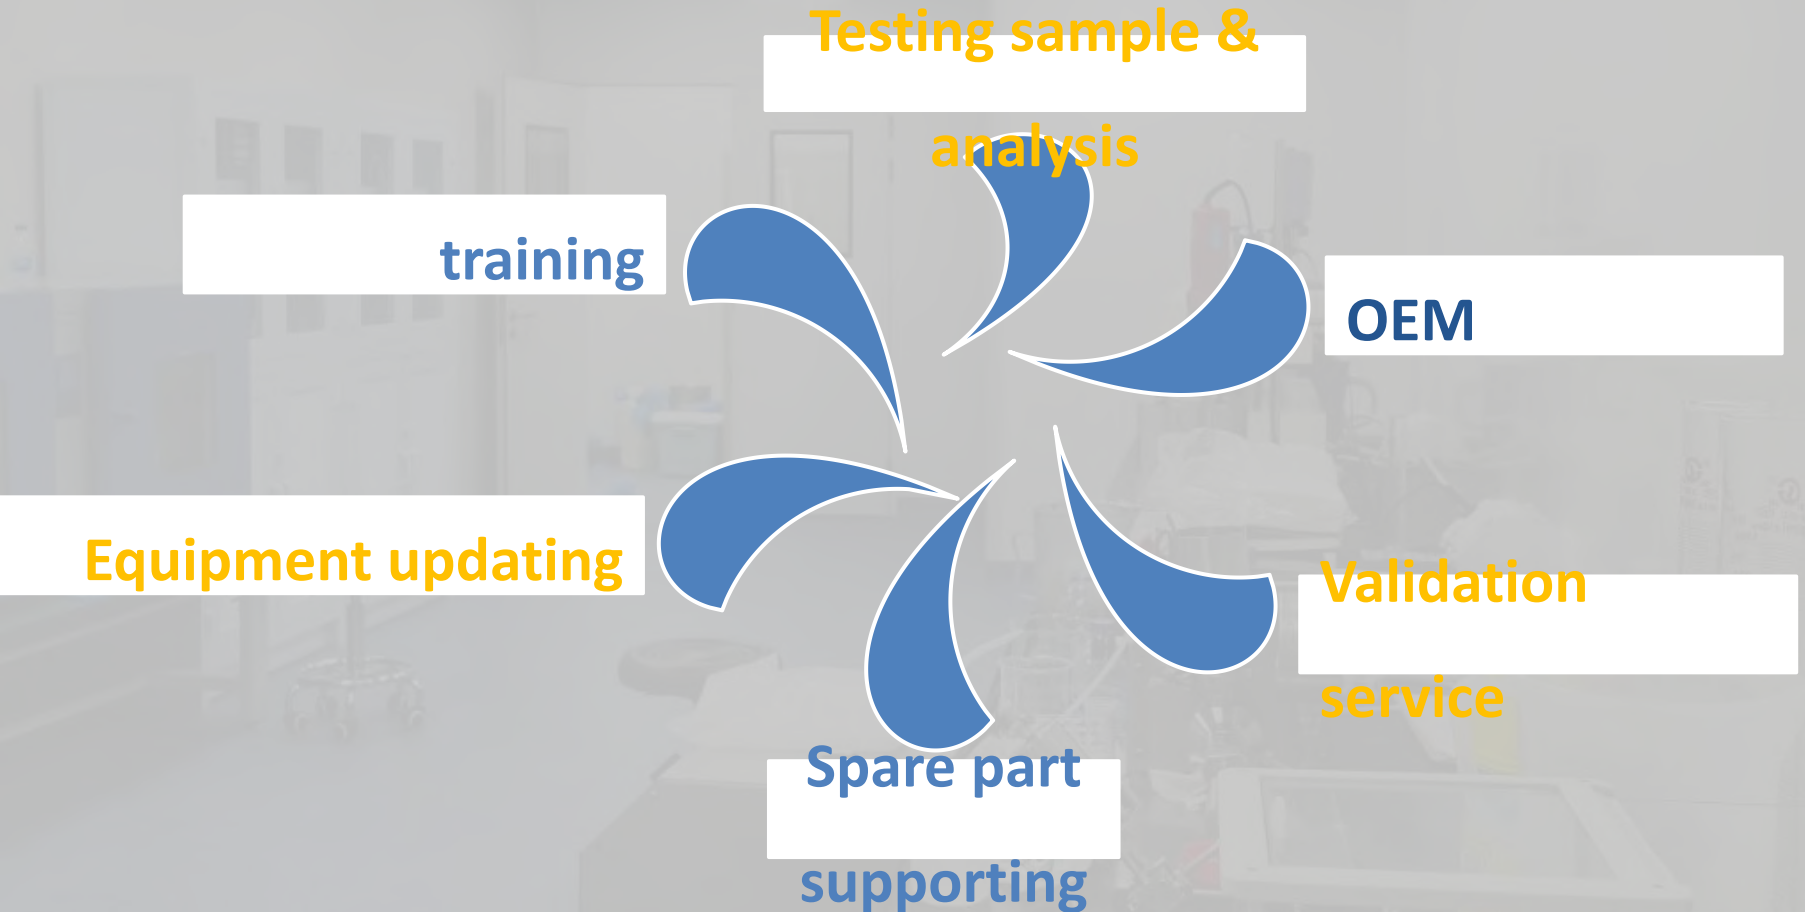 Testing sample &
analysis
training
OEM
Equipment updating
Validation
service
Spare part
supporting